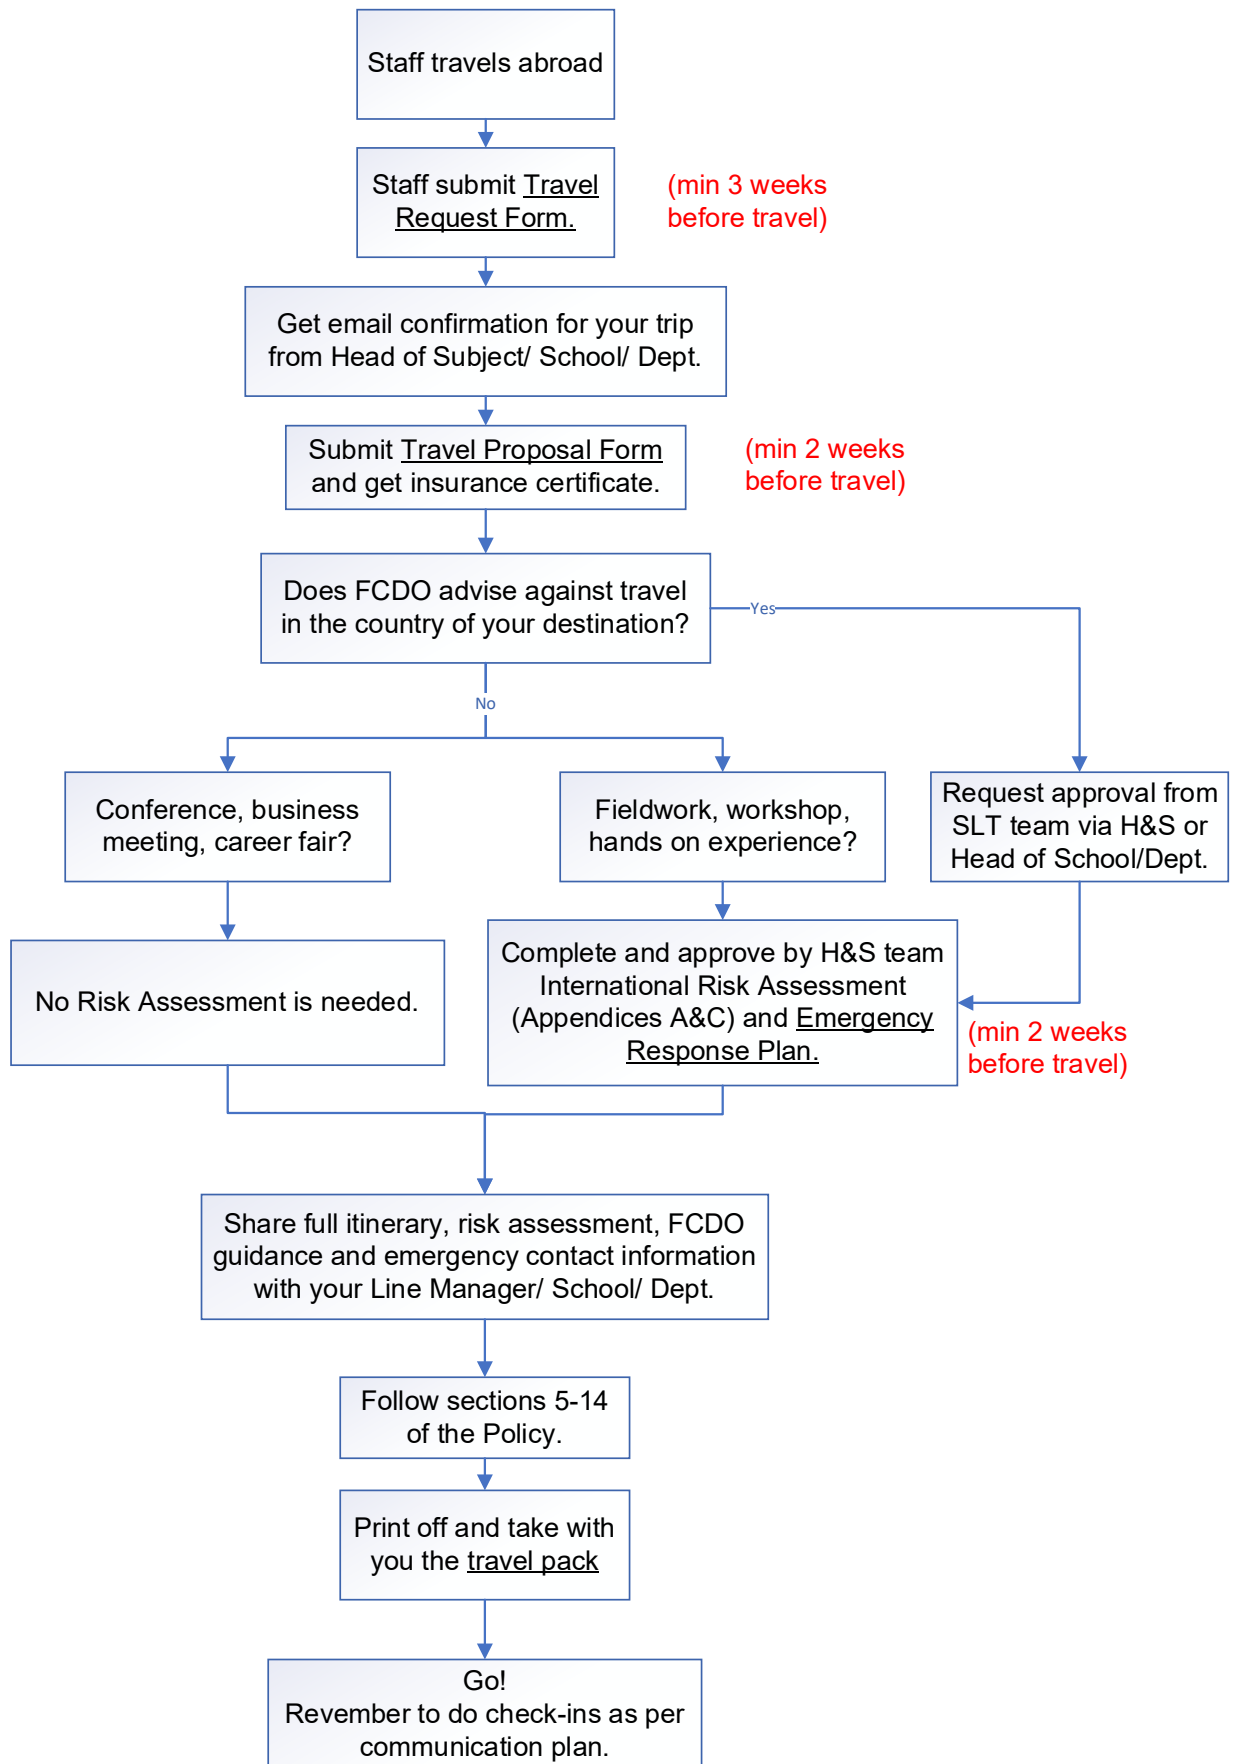 Staff travels abroad
Staff submit Travel
Request Form.
(min 3 weeks
before travel)
Get email confirmation for your trip
from Head of Subject/ School/ Dept.
Submit Travel Proposal Form
and get insurance certificate.
(min 2 weeks
before travel)
Does FCDO advise against travel
in the country of your destination?
Yes
No
Conference, business
meeting, career fair?
Fieldwork, workshop,
hands on experience?
Request approval from
SLT team via H&S or
Head of School/Dept.
No Risk Assessment is needed.
Complete and approve by H&S team
International Risk Assessment
(Appendices A&C) and Emergency
Response Plan.
(min 2 weeks
before travel)
Share full itinerary, risk assessment, FCDO
guidance and emergency contact information
with your Line Manager/ School/ Dept.
Follow sections 5-14
of the Policy.
Print off and take with
you the travel pack
Go!
Revember to do check-ins as per
communication plan.